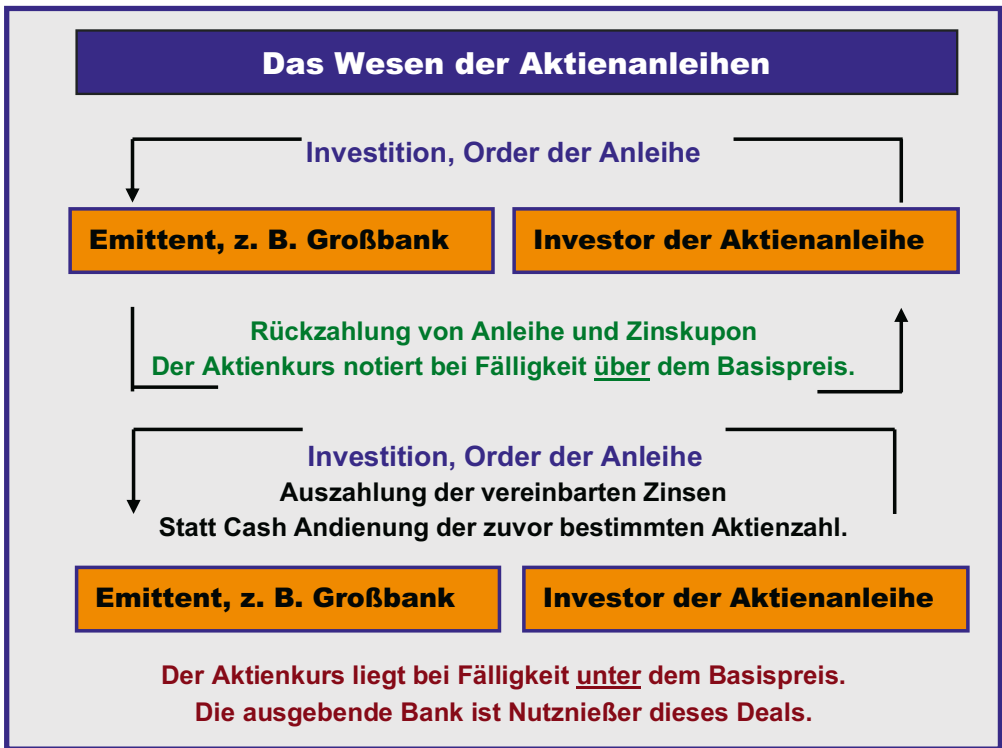 Das Wesen der Aktienanleihen
Investition, Order der Anleihe
Emittent, z. B. Großbank
Investor der Aktienanleihe
Rückzahlung von Anleihe und Zinskupon
Der Aktienkurs notiert bei Fälligkeit über dem Basispreis.
Investition, Order der Anleihe
Auszahlung der vereinbarten Zinsen
Statt Cash Andienung der zuvor bestimmten Aktienzahl.
Emittent, z. B. Großbank
Investor der Aktienanleihe
Der Aktienkurs liegt bei Fälligkeit unter dem Basispreis.
Die ausgebende Bank ist Nutznießer dieses Deals.